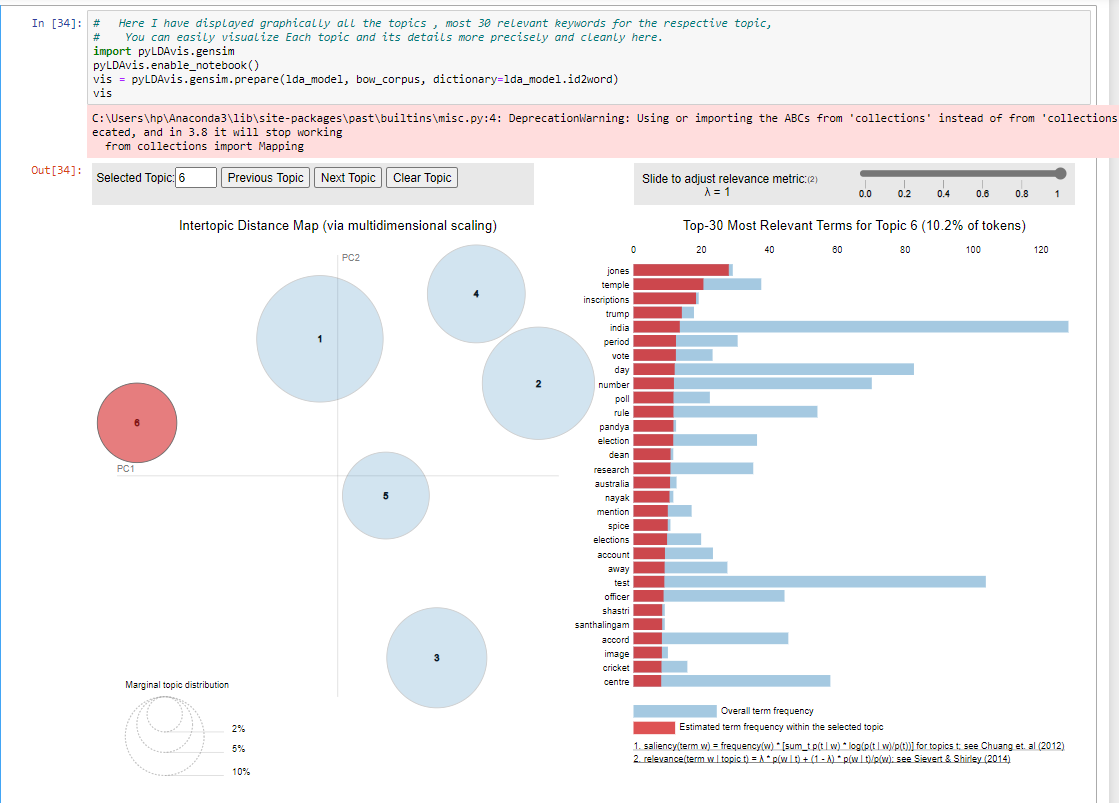 In [34]: #   Here I have displayed graphically all the topics , most 30 relevant keywords for the respective topic,
#    You can easily visualize Each topic and its details more precisely and cleanly here.
import pyLDAvis.gensim
pyLDAvis.enable_notebook()
vis = pyLDAvis.gensim.prepare(lda_model, bow_corpus, dictionary=lda_model.id2word)
vis
C:\Users\hp\Anaconda3\lib\site-packages\past\builtins\misc.py:4: DeprecationWarning: Using or importing the ABCs from 'collections' instead of from 'collections
ecated, and in 3.8 it will stop working
  from collections import Mapping
Out[34]:
Selected Topic: 6 Previous Topic Next Topic Clear Topic
Slide to adjust relevance metric:(2)
λ = 1
0.0 0.2 0.4 0.6 0.8 1
Intertopic Distance Map (via multidimensional scaling)
PC2
4
1
2
6
PC1
5
3
Marginal topic distribution
2%
5%
10%
Top-30 Most Relevant Terms for Topic 6 (10.2% of tokens)
0 20 40 60 80 100 120
jones
temple
inscriptions
trump
india
period
vote
day
number
poll
rule
pandya
election
dean
research
australia
nayak
mention
spice
elections
account
away
test
officer
shastri
santhalingam
accord
image
cricket
centre
Overall term frequency
Estimated term frequency within the selected topic
1. saliency(term w) = frequency(w) * [sum_t p(t | w) * log(p(t | w)/p(t))] for topics t; see Chuang et. al (2012)
2. relevance(term w | topic t) = λ * p(w | t) + (1 - λ) * p(w | t)/p(w); see Sievert & Shirley (2014)